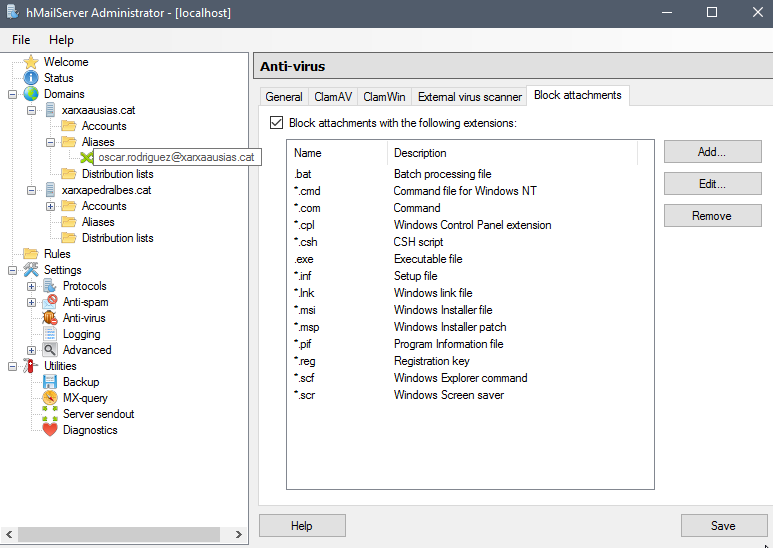 hMailServer Administrator - [localhost]
File Help
Welcome
Status
Domains
xarxaausias.cat
Accounts
Aliases
oscar.rodriguez@xarxaausias.cat
Distribution lists
xarxapedralbes.cat
Accounts
Aliases
Distribution lists
Rules
Settings
Protocols
Anti-spam
Anti-virus
Logging
Advanced
Utilities
Backup
MX-query
Server sendout
Diagnostics
Anti-virus
General ClamAV ClamWin External virus scanner Block attachments
Block attachments with the following extensions:
Name Description
.bat Batch processing file
*.cmd Command file for Windows NT
*.com Command
*.cpl Windows Control Panel extension
*.csh CSH script
.exe Executable file
*.inf Setup file
*.lnk Windows link file
*.msi Windows Installer file
*.msp Windows Installer patch
*.pif Program Information file
*.reg Registration key
*.scf Windows Explorer command
*.scr Windows Screen saver
Add...
Edit...
Remove
Help Save